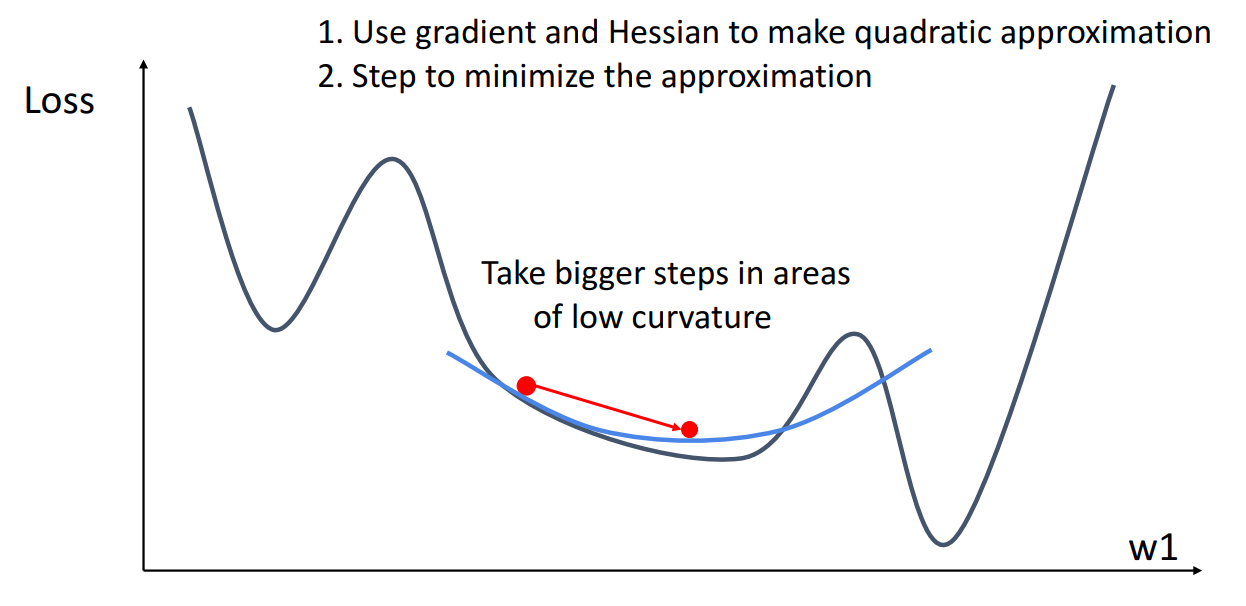 1. Use gradient and Hessian to make quadratic approximation
2. Step to minimize the approximation
Loss
Take bigger steps in areas
of low curvature
w1